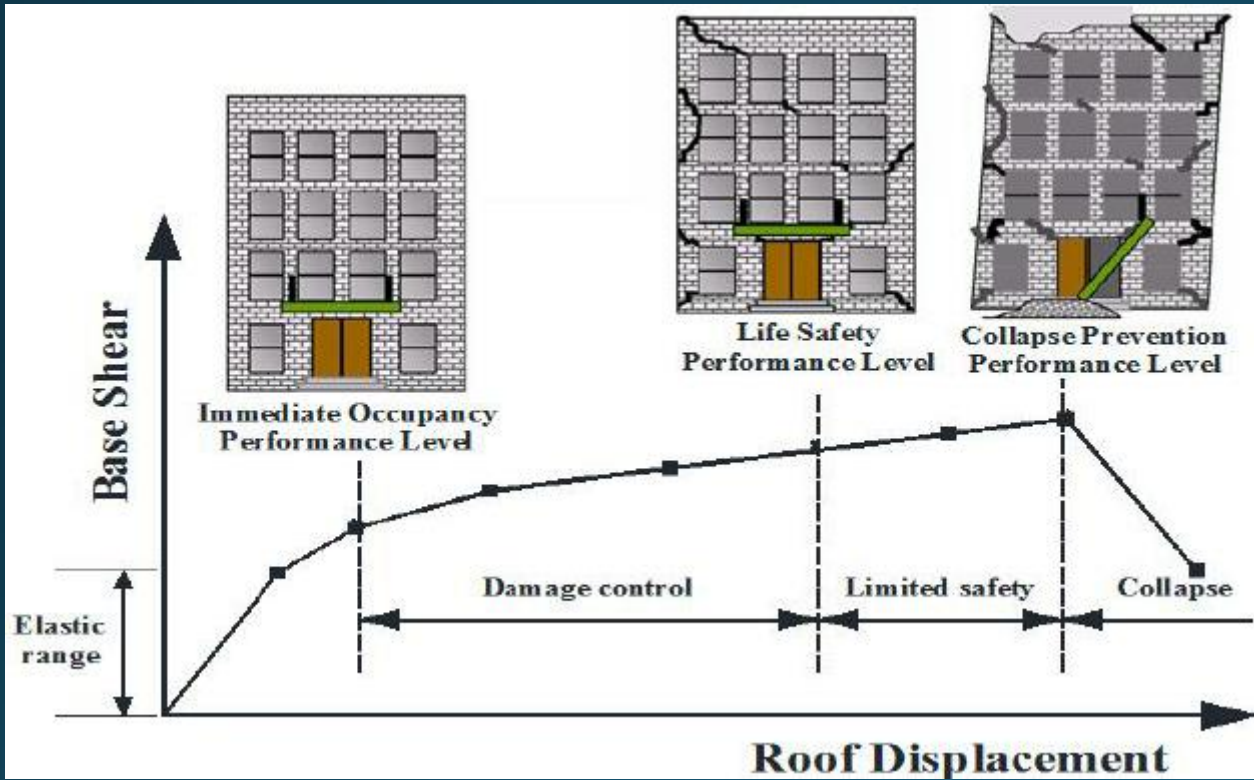 Life Safety
Performance Level
Collapse Prevention
Performance Level
Immediate Occupancy
Performance Level
Base Shear
Damage control
Limited safety
Collapse
Elastic
range
Roof Displacement